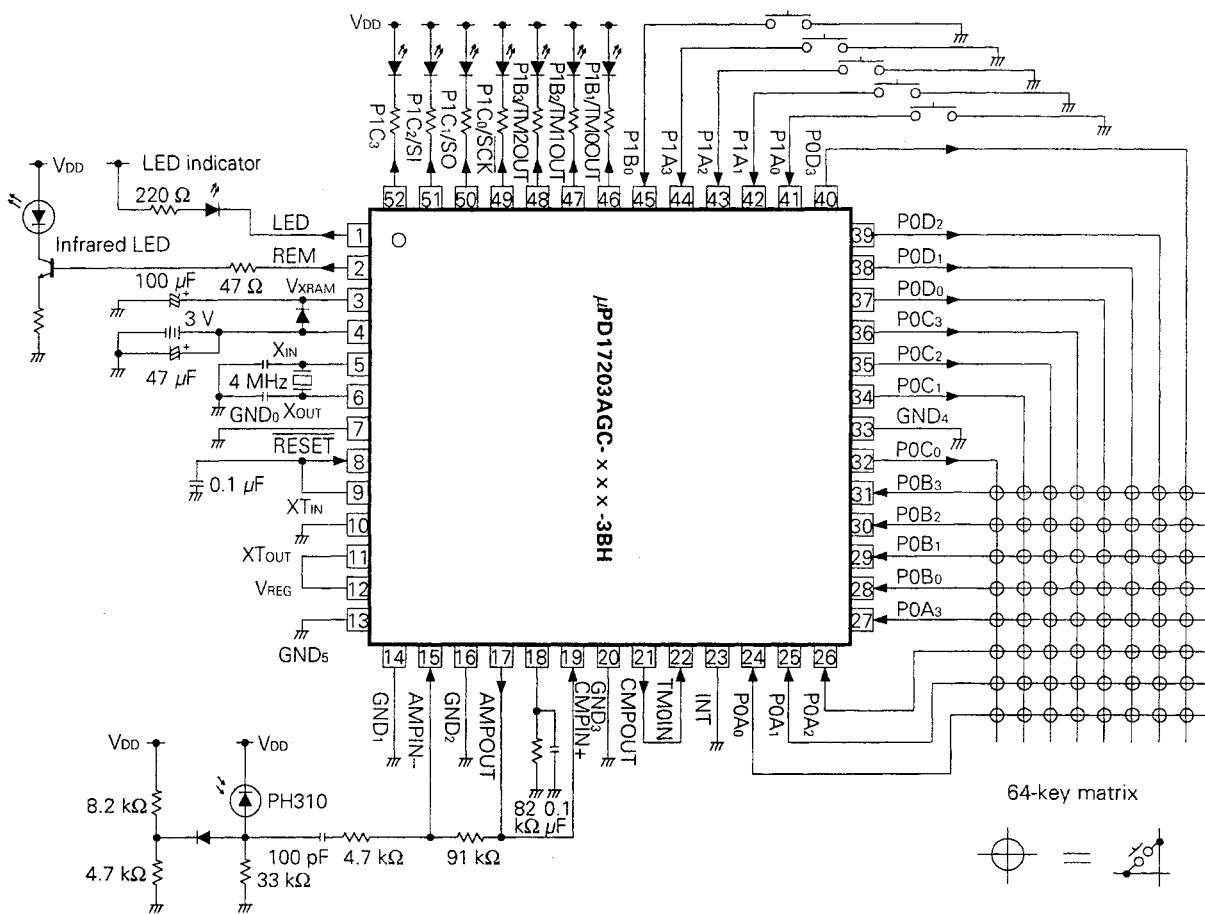 VDD
P1C3
P1C2/SI
P1C1/SO
P1C0/SCK
P1B3/TM2OUT
P1B2/TM1OUT
P1B1/TM0OUT
P1B0
P1A3
P1A2
P1A1
P1A0
P0D3
52 51 50 49 48 47 46 45 44 43 42 41 40
VDD
LED indicator
220 Ω
LED
1
Infrared LED
REM
2
47 Ω
100 µF
+
VXRAM
3
3 V
4
+
47 µF
XIN
5
4 MHz
6
GND0 XOUT
7
RESET
8
0.1 µF
9
XTIN
10
XTOUT
11
VREG
12
13
GND5
µPD17203AGC- x x x -3BH
39 P0D2
38 P0D1
37 P0D0
36 P0C3
35 P0C2
34 P0C1
33 GND4
32 P0C0
31 P0B3
30 P0B2
29 P0B1
28 P0B0
27 P0A3
14 15 16 17 18 19 20 21 22 23 24 25 26
GND1
AMPIN-
GND2
AMPOUT
CMPIN+
GND3
CMPOUT
TM0IN
INT
P0A0
P0A1
P0A2
82 kΩ
0.1 µF
VDD
VDD
8.2 kΩ
PH310
4.7 kΩ
33 kΩ
100 pF
4.7 kΩ
91 kΩ
64-key matrix
=